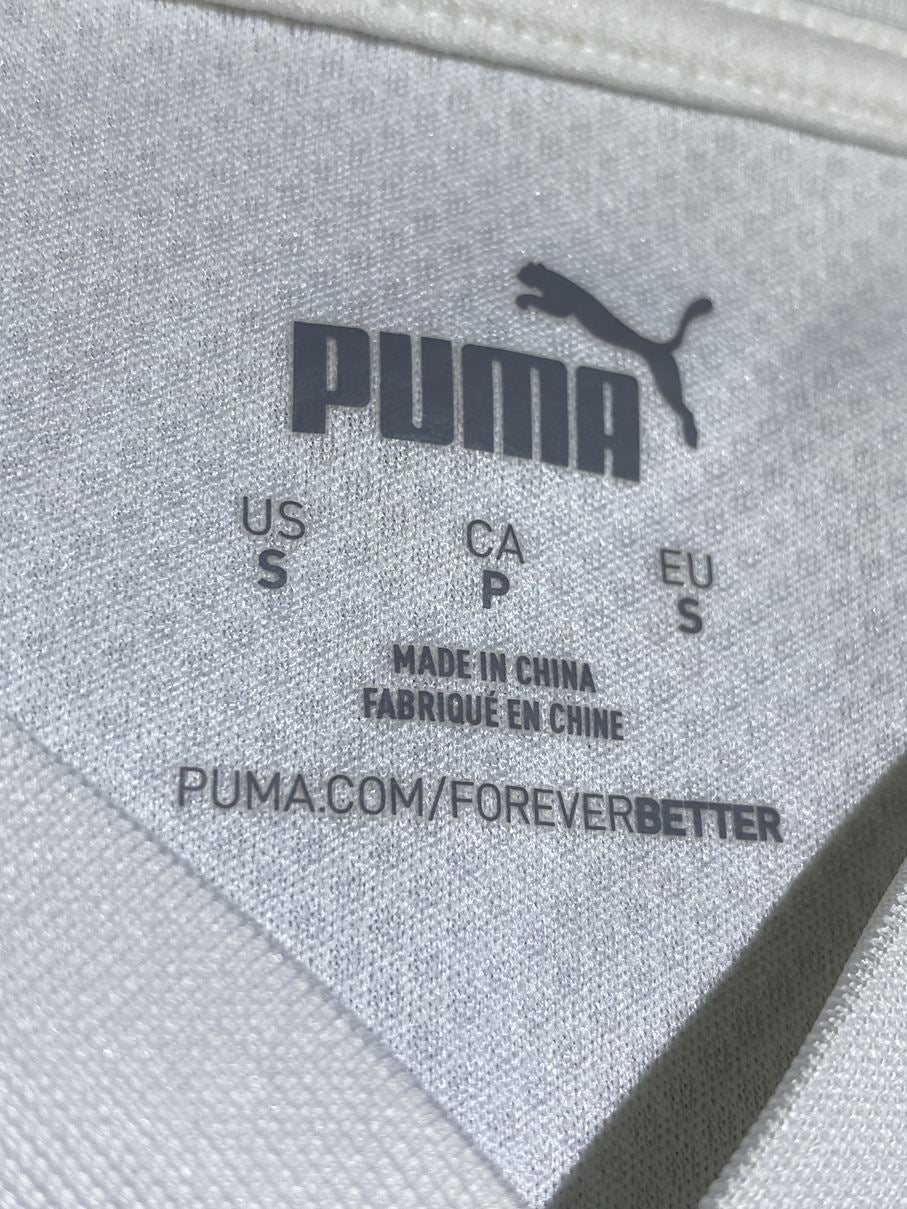 PUMA
US CA EU
S P S
MADE IN CHINA
FABRIQUÉ EN CHINE
PUMA.COM/FOREVERBETTER